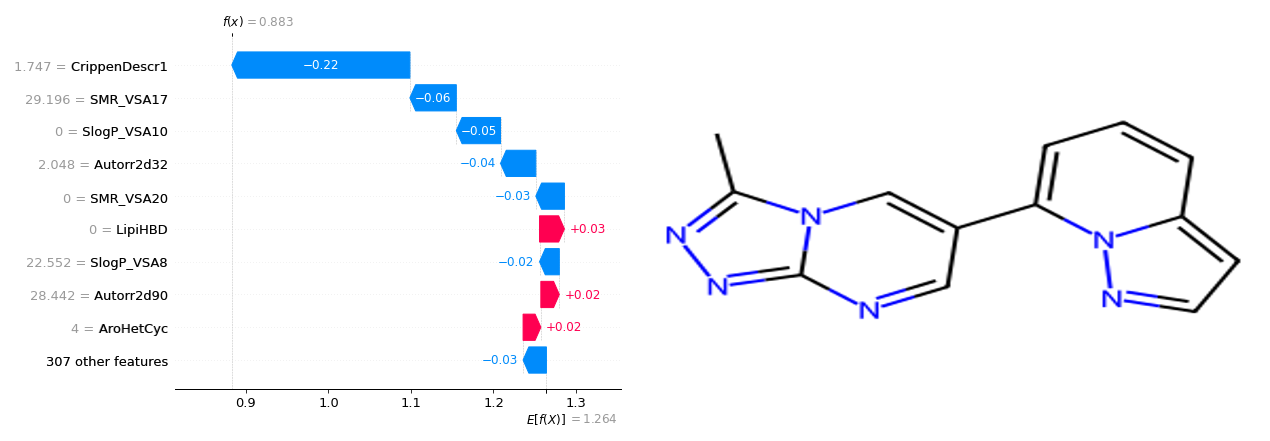 f(x) = 0.883
1.747 = CrippenDescr1 −0.22
29.196 = SMR_VSA17 −0.06
0 = SlogP_VSA10 −0.05
2.048 = Autorr2d32 −0.04
0 = SMR_VSA20 −0.03
0 = LipiHBD +0.03
22.552 = SlogP_VSA8 −0.02
28.442 = Autorr2d90 +0.02
4 = AroHetCyc +0.02
307 other features −0.03
0.9 1.0 1.1 1.2 1.3
E[f(X)] = 1.264
N
N
N
N
N
N